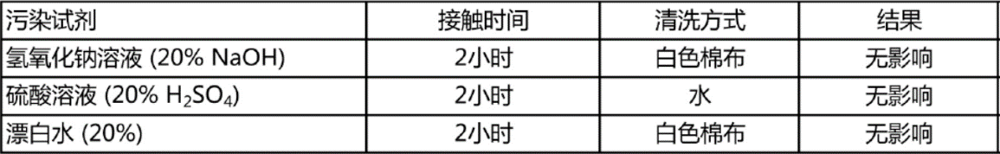 污染试剂 接触时间 清洗方式 结果
氢氧化钠溶液 (20% NaOH) 2小时 白色棉布 无影响
硫酸溶液 (20% H₂SO₄) 2小时 水 无影响
漂白水 (20%) 2小时 白色棉布 无影响